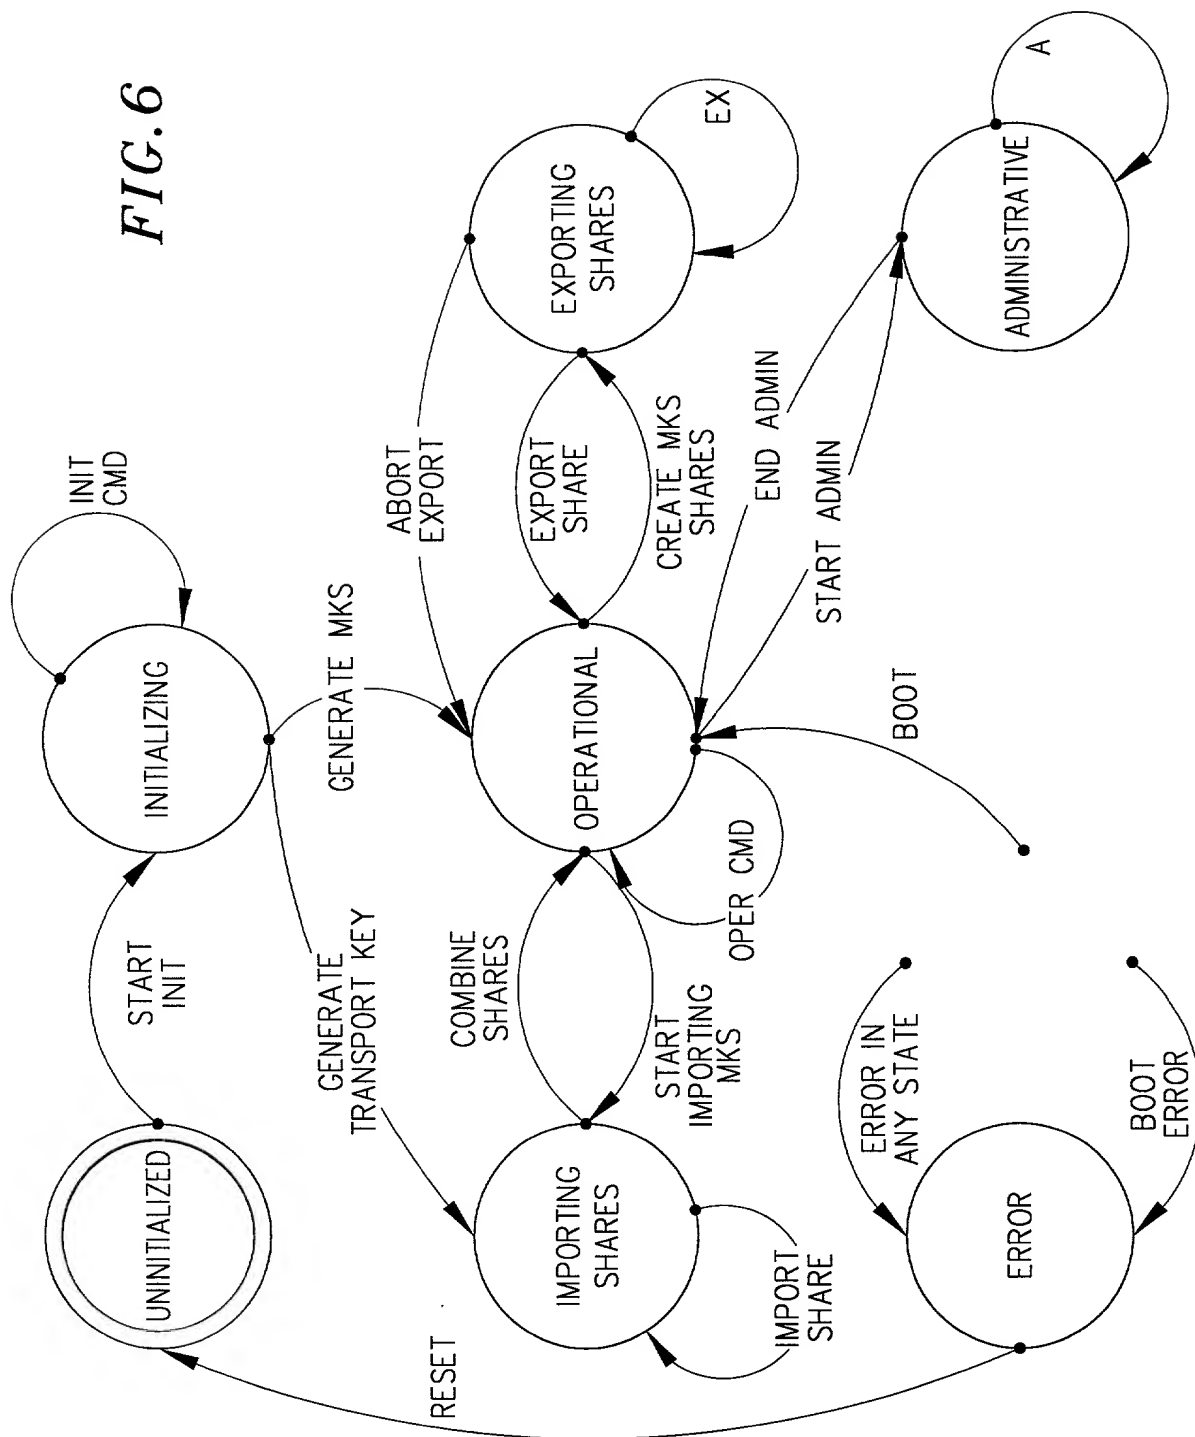 FIG. 6
INIT
CMD
INITIALIZING
START
INIT
UNINITIALIZED
GENERATE MKS
GENERATE
TRANSPORT KEY
RESET
ABORT
EXPORT
EXPORTING
SHARES
EX
EXPORT
SHARE
CREATE MKS
SHARES
OPERATIONAL
COMBINE
SHARES
START
IMPORTING
MKS
OPER CMD
IMPORTING
SHARES
IMPORT
SHARE
END ADMIN
START ADMIN
ADMINISTRATIVE
A
BOOT
ERROR IN
ANY STATE
BOOT
ERROR
ERROR